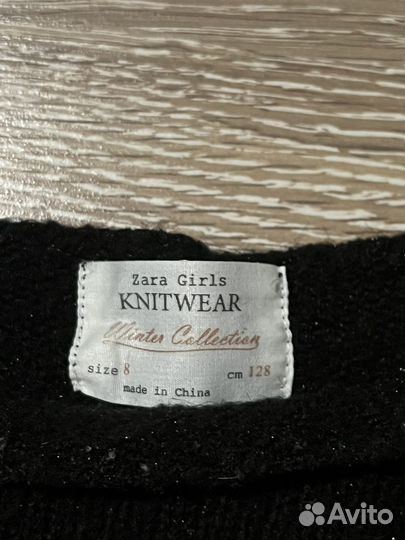 Zara Girls
KNITWEAR
Winter Collection
size 8 cm 128
made in China
Avito